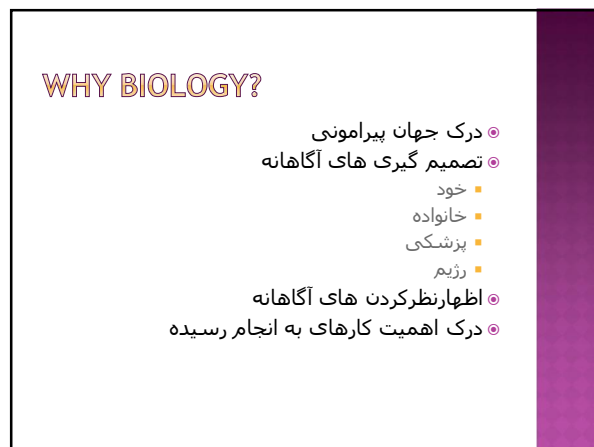 WHY BIOLOGY?
درک جهان پیرامونی
تصمیم گیری های آگاهانه
خود
خانواده
پزشکی
رژیم
اظهارنظرکردن های آگاهانه
درک اهمیت کارهای به انجام رسیده